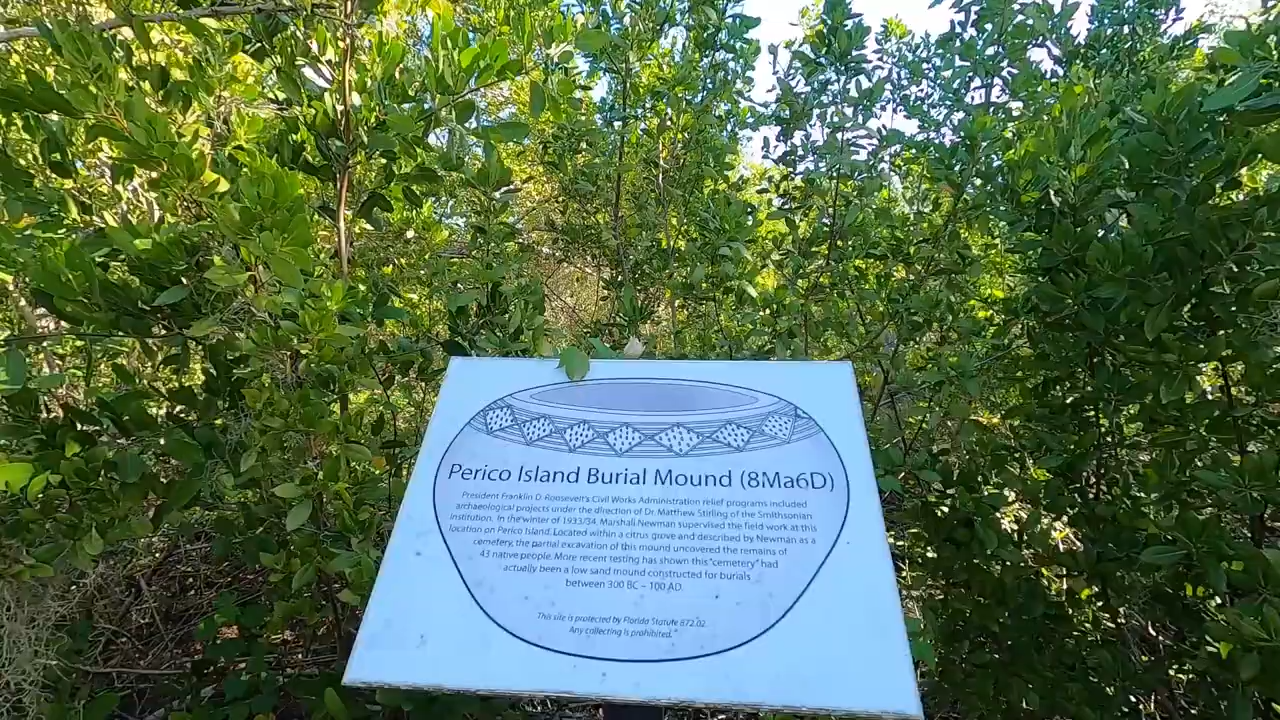 Perico Island Burial Mound (8Ma6D)
President Franklin D. Roosevelt's Civil Works Administration relief programs included
archaeological projects under the direction of Dr. Matthew Stirling of the Smithsonian
Institution. In the winter of 1933/34, Marshall Newman supervised the field work at this
location on Perico Island. Located within a citrus grove and described by Newman as a
cemetery, the partial excavation of this mound uncovered the remains of
43 native people. More recent testing has shown this "cemetery" had
actually been a low sand mound constructed for burials
between 300 BC – 100 AD.
This site is protected by Florida Statute 872.02.
Any collecting is prohibited."